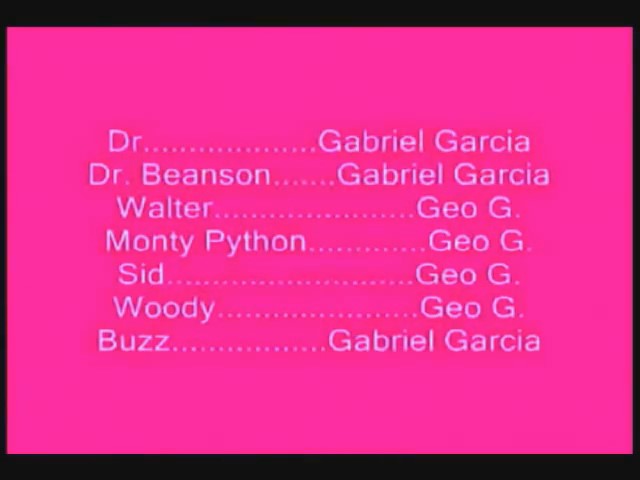 Dr...................Gabriel Garcia
Dr. Beanson.......Gabriel Garcia
Walter......................Geo G.
Monty Python.............Geo G.
Sid...........................Geo G.
Woody......................Geo G.
Buzz.................Gabriel Garcia